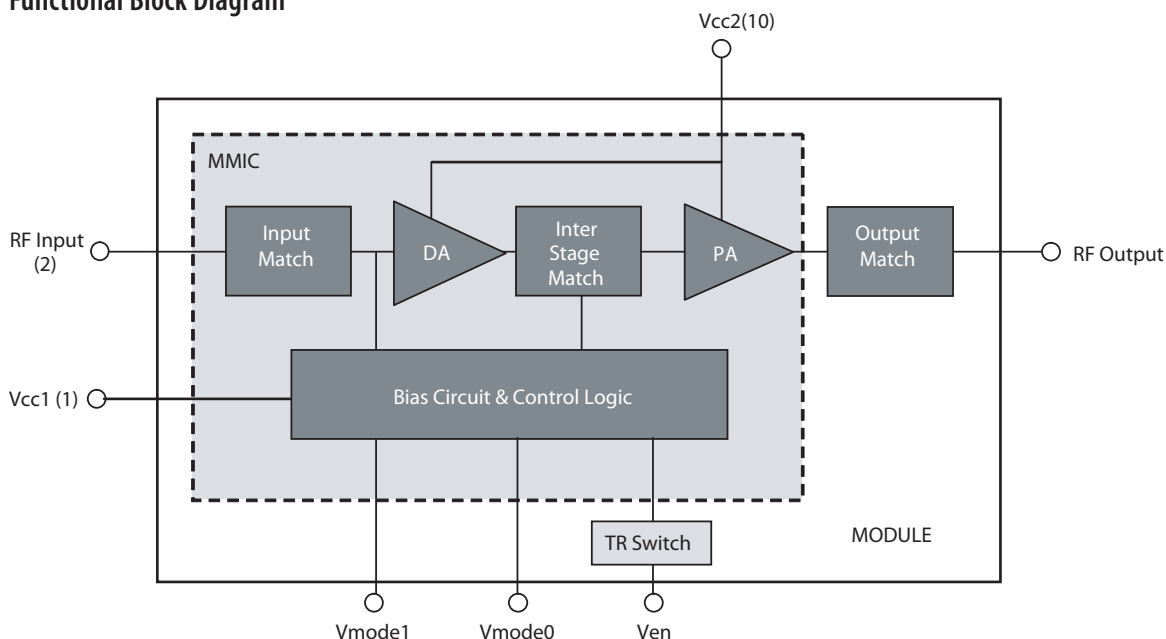 Functional Block Diagram
Vcc2(10)
MMIC
RF Input
(2)
Input
Match
DA
Inter
Stage
Match
PA
Output
Match
RF Output
Vcc1 (1)
Bias Circuit & Control Logic
TR Switch
MODULE
Vmode1
Vmode0
Ven